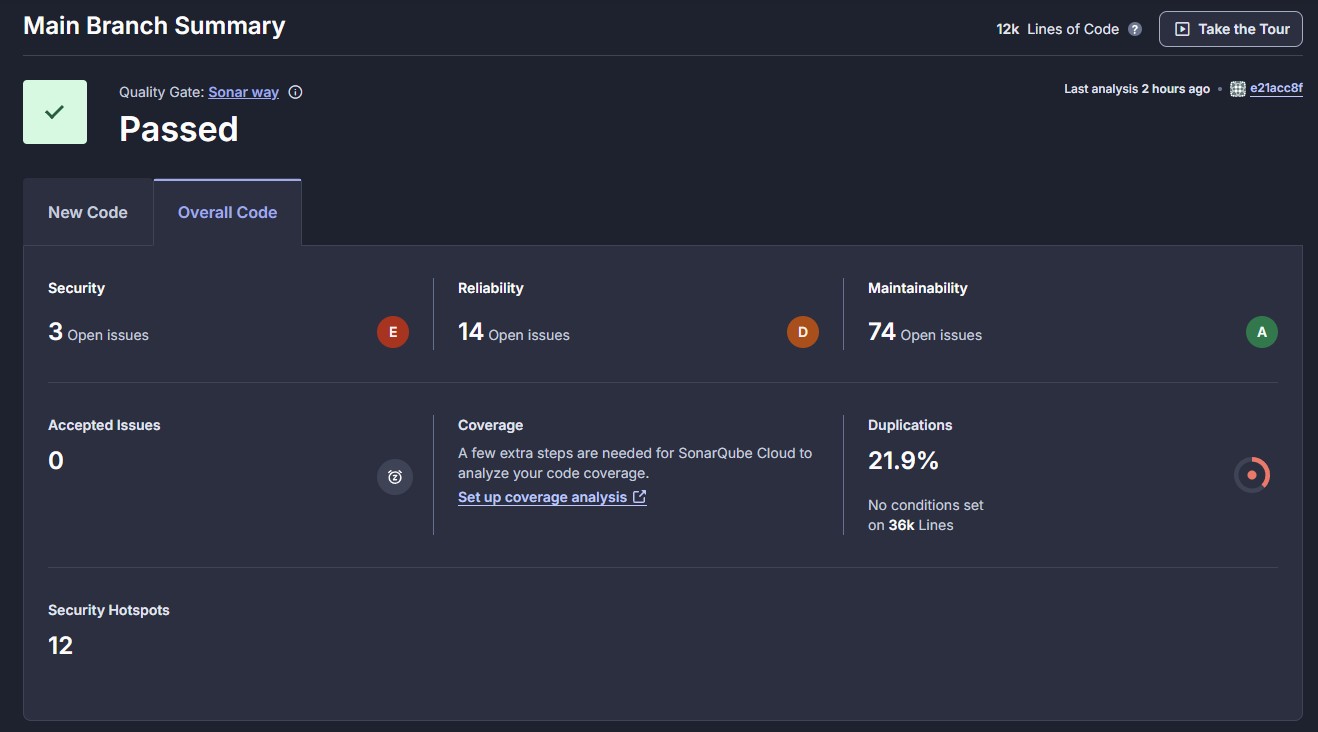 Main Branch Summary
12k Lines of Code ?
Take the Tour
Quality Gate: Sonar way
Passed
Last analysis 2 hours ago • e21acc8f
New Code
Overall Code
Security
3 Open issues
E
Reliability
14 Open issues
D
Maintainability
74 Open issues
A
Accepted Issues
0
Coverage
A few extra steps are needed for SonarQube Cloud to
analyze your code coverage.
Set up coverage analysis
Duplications
21.9%
No conditions set
on 36k Lines
Security Hotspots
12